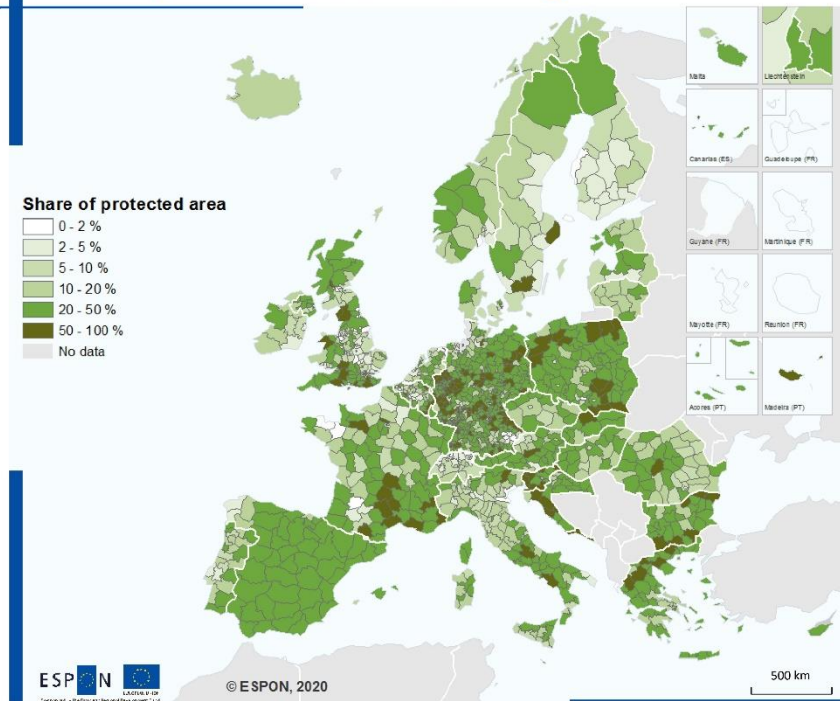 Share of protected area
0 - 2 %
2 - 5 %
5 - 10 %
10 - 20 %
20 - 50 %
50 - 100 %
No data
Malta
Liechtenstein
Canarias (ES)
Guadeloupe (FR)
Guyane (FR)
Martinique (FR)
Mayotte (FR)
Reunion (FR)
Acores (PT)
Madeira (PT)
ESPON
© ESPON, 2020
500 km